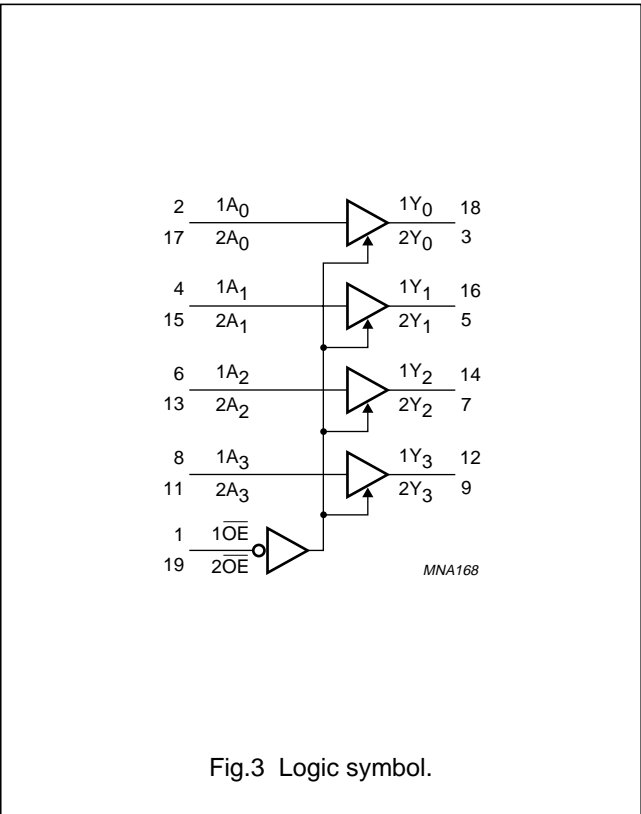 2 1A0 1Y0 18
17 2A0 2Y0 3
4 1A1 1Y1 16
15 2A1 2Y1 5
6 1A2 1Y2 14
13 2A2 2Y2 7
8 1A3 1Y3 12
11 2A3 2Y3 9
1 1O̅E̅
19 2O̅E̅
MNA168
Fig.3 Logic symbol.